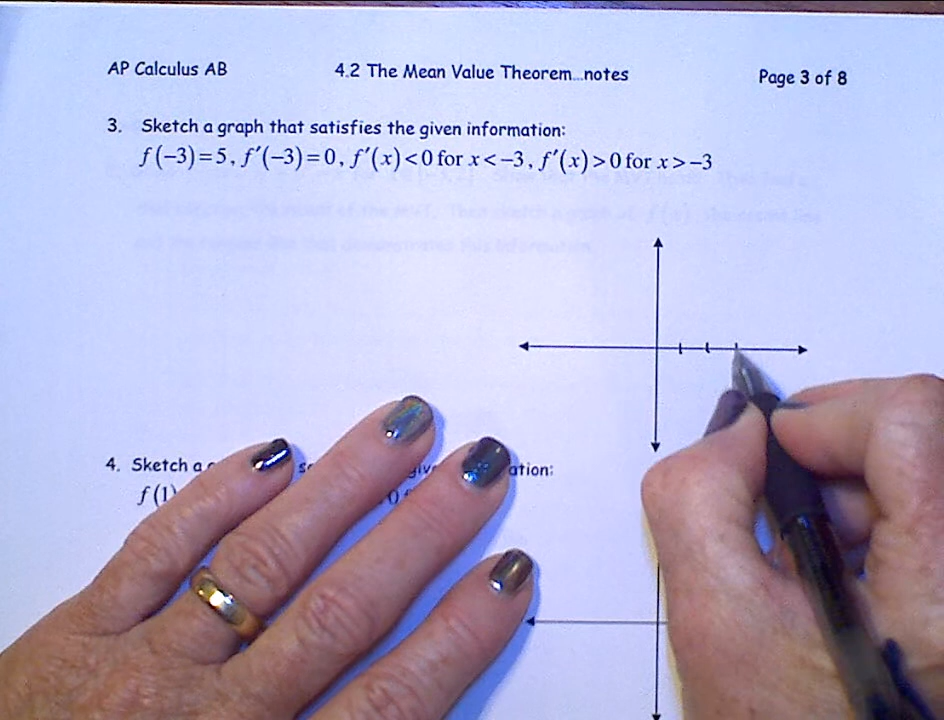 AP Calculus AB 4.2 The Mean Value Theorem...notes Page 3 of 8
3. Sketch a graph that satisfies the given information:
f(−3)=5, f′(−3)=0, f′(x)<0 for x<−3, f′(x)>0 for x>−3
4. Sketch a
f(1)